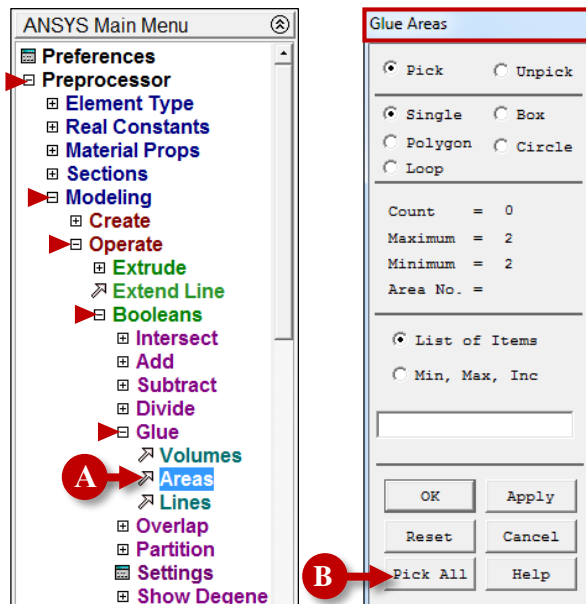 ANSYS Main Menu
Preferences
Preprocessor
Element Type
Real Constants
Material Props
Sections
Modeling
Create
Operate
Extrude
Extend Line
Booleans
Intersect
Add
Subtract
Divide
Glue
Volumes
A Areas
Lines
Overlap
Partition
Settings
Show Degene
Glue Areas
Pick Unpick
Single Box
Polygon Circle
Loop
Count = 0
Maximum = 2
Minimum = 2
Area No. =
List of Items
Min, Max, Inc
OK Apply
Reset Cancel
B Pick All Help